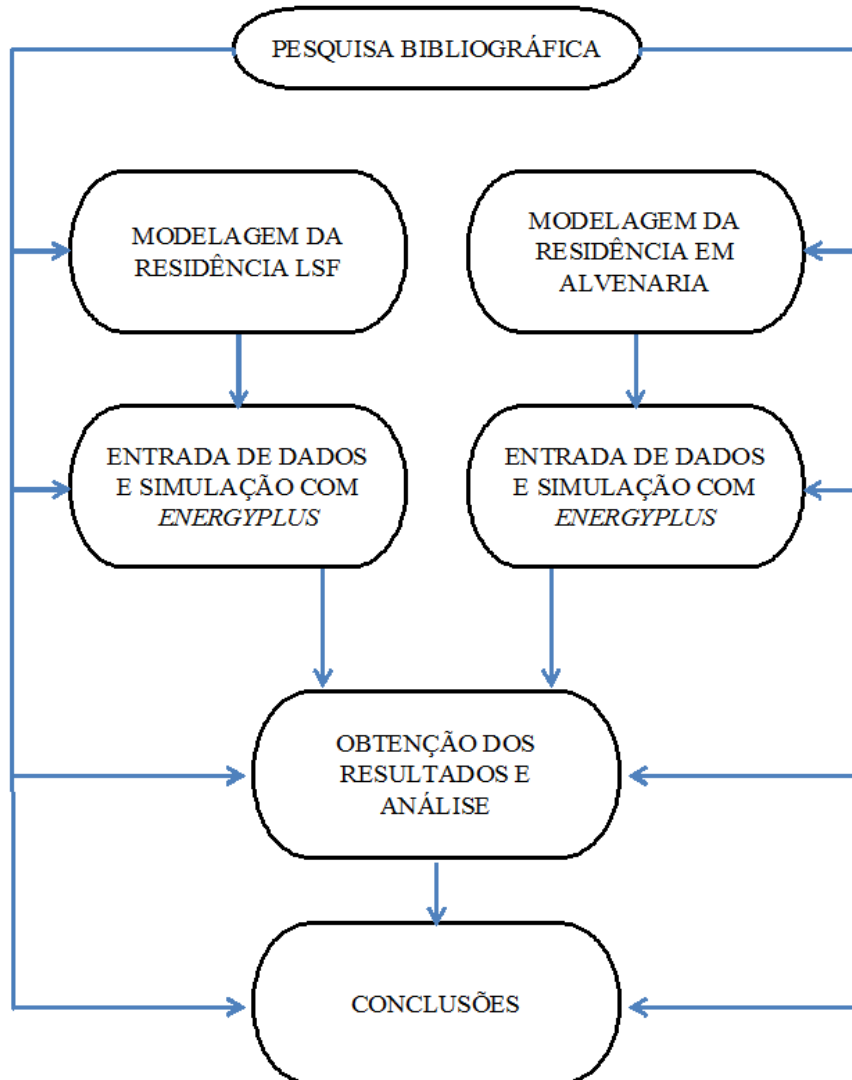 PESQUISA BIBLIOGRÁFICA
MODELAGEM DA
RESIDÊNCIA LSF
MODELAGEM DA
RESIDÊNCIA EM
ALVENARIA
ENTRADA DE DADOS
E SIMULAÇÃO COM
ENERGYPLUS
ENTRADA DE DADOS
E SIMULAÇÃO COM
ENERGYPLUS
OBTENÇÃO DOS
RESULTADOS E
ANÁLISE
CONCLUSÕES